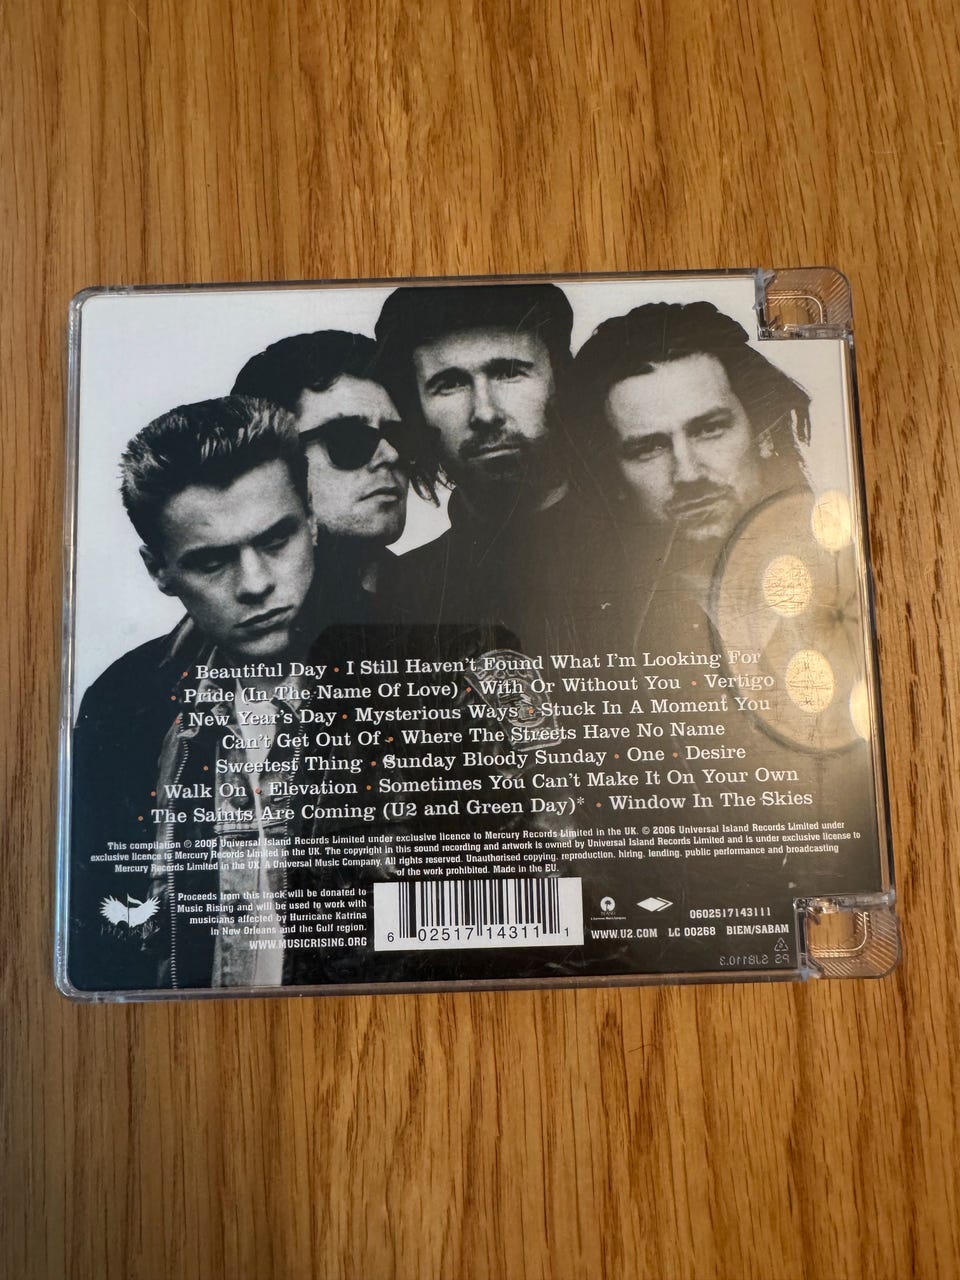 • Beautiful Day • I Still Haven't Found What I'm Looking For
• Pride (In The Name Of Love) • With Or Without You • Vertigo
• New Year's Day • Mysterious Ways • Stuck In A Moment You
Can't Get Out Of • Where The Streets Have No Name
• Sweetest Thing • Sunday Bloody Sunday • One • Desire
• Walk On • Elevation • Sometimes You Can't Make It On Your Own
• The Saints Are Coming (U2 and Green Day)* • Window In The Skies
This compilation ℗ 2006 Universal Island Records Limited under exclusive licence to Mercury Records Limited in the UK. © 2006 Universal Island Records Limited under
exclusive licence to Mercury Records Limited in the UK. The copyright in this sound recording and artwork is owned by Universal Island Records Limited and is under exclusive license to
Mercury Records Limited in the UK. A Universal Music Company. All rights reserved. Unauthorised copying, reproduction, hiring, lending, public performance and broadcasting
of the work prohibited. Made in the EU.
*Proceeds from this track will be donated to
Music Rising and will be used to work with
musicians affected by Hurricane Katrina
in New Orleans and the Gulf region.
WWW.MUSICRISING.ORG
6 02517 14311 1
ISLAND
WWW.U2.COM LC 00268 BIEM/SABAM
0602517143111
PS SJB110.3